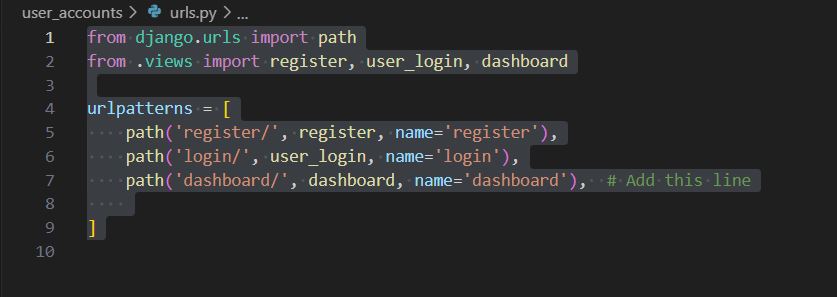 user_accounts > urls.py > ...
1 from django.urls import path
2 from .views import register, user_login, dashboard
3
4 urlpatterns = [
5     path('register/', register, name='register'),
6     path('login/', user_login, name='login'),
7     path('dashboard/', dashboard, name='dashboard'),  # Add this line
8
9 ]
10